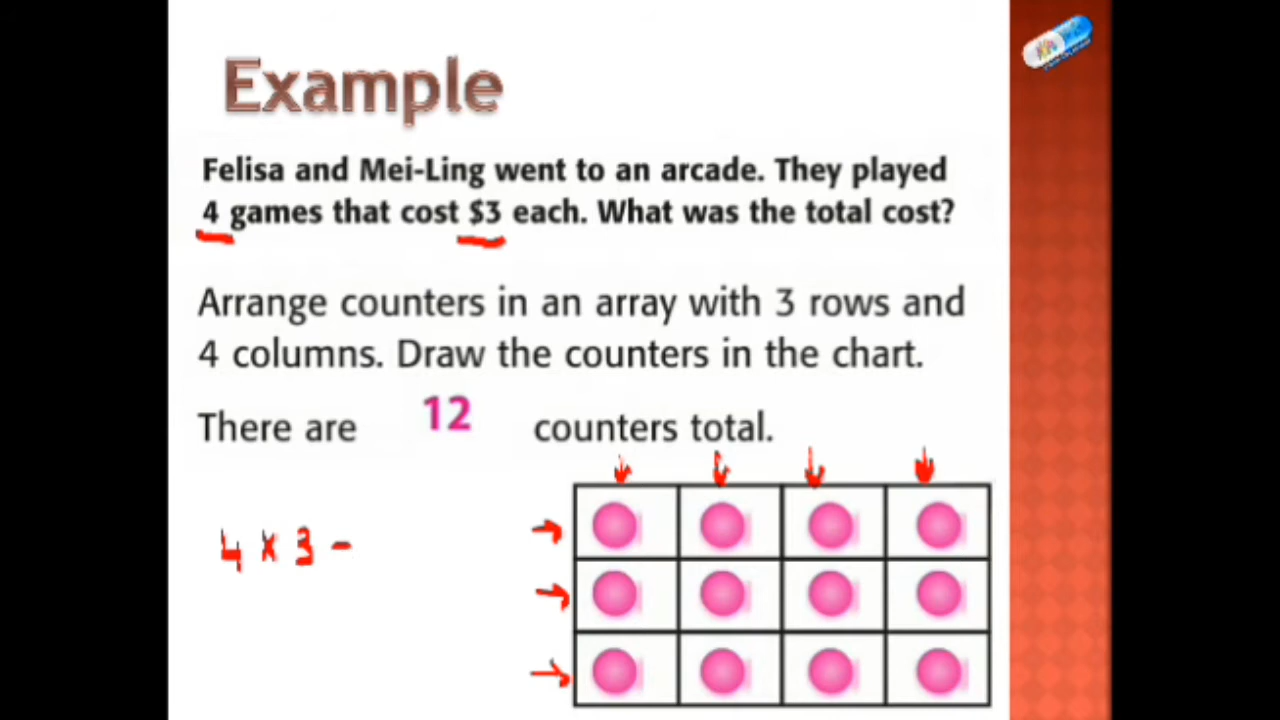 Example
Felisa and Mei-Ling went to an arcade. They played
4 games that cost $3 each. What was the total cost?
Arrange counters in an array with 3 rows and
4 columns. Draw the counters in the chart.
There are 12 counters total.
4 × 3 -